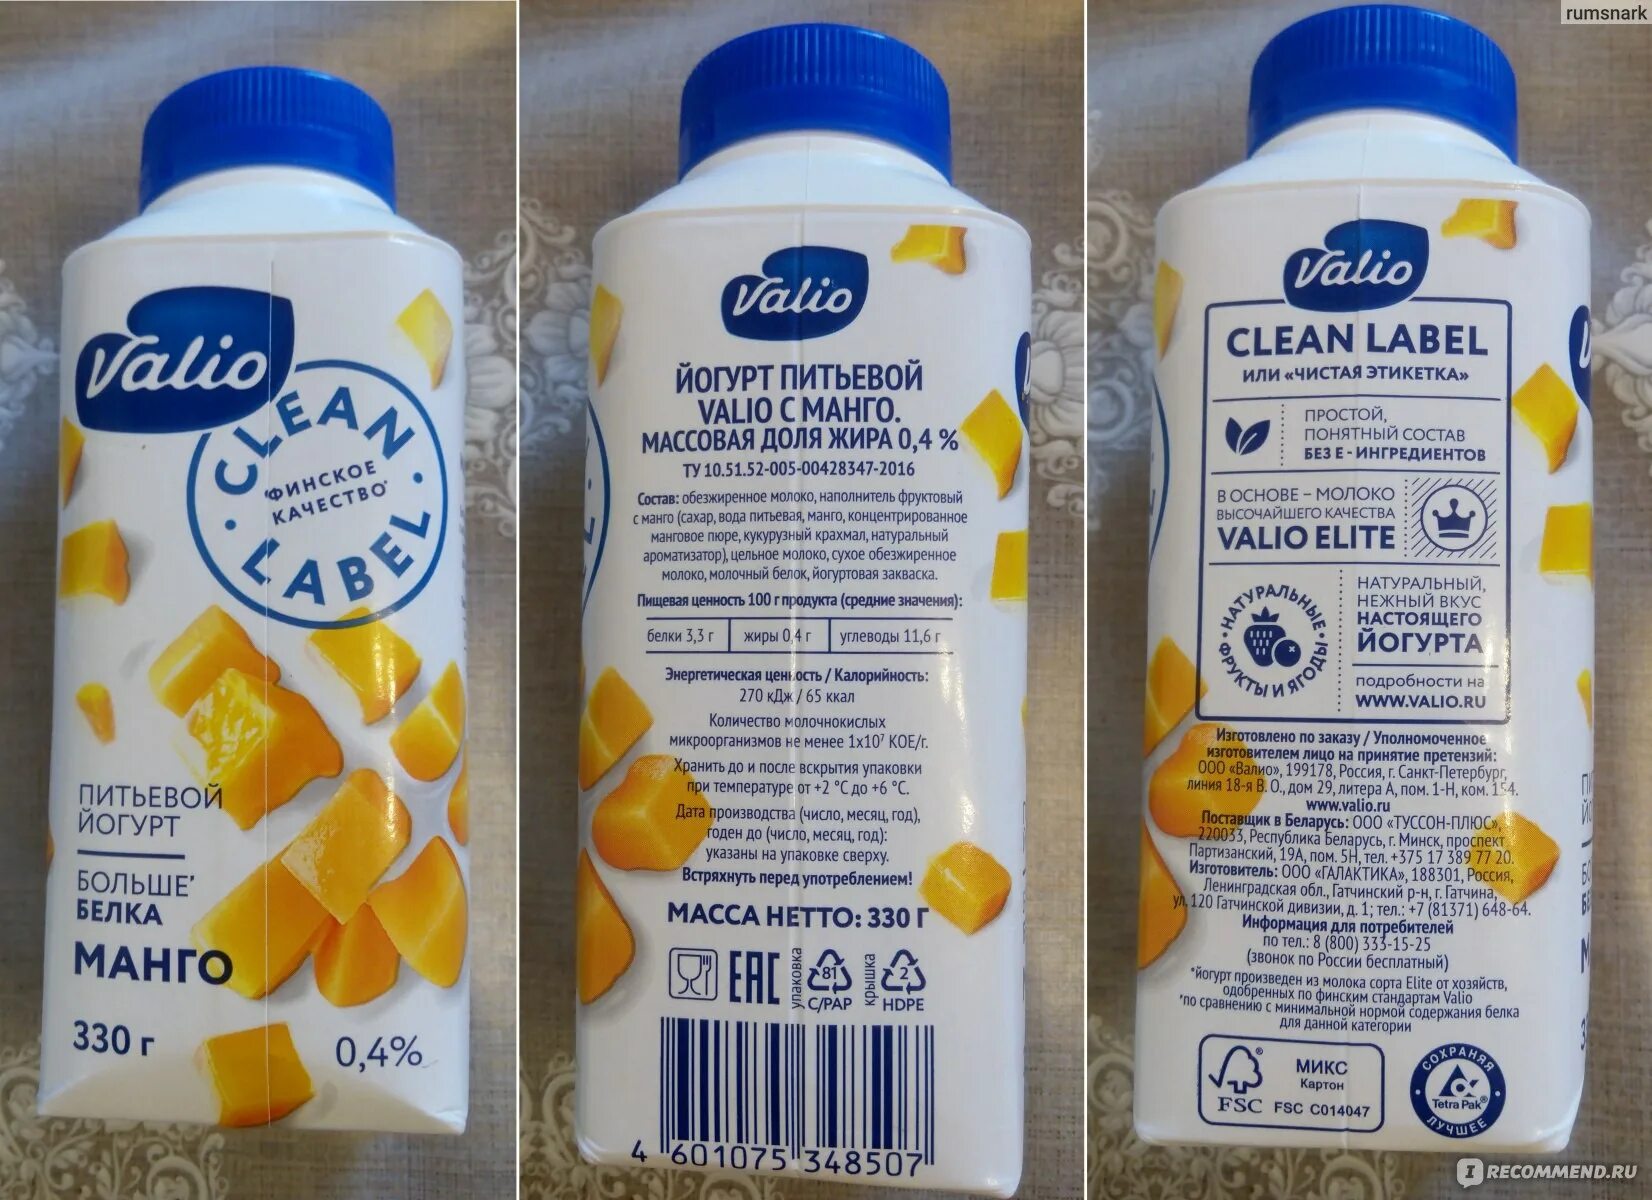 rumsnark
Valio
CLEAN LABEL
"ФИНСКОЕ
КАЧЕСТВО"
ПИТЬЕВОЙ
ЙОГУРТ
БОЛЬШЕ*
БЕЛКА
МАНГО
330 г
0,4%
Valio
ЙОГУРТ ПИТЬЕВОЙ
VALIO С МАНГО.
МАССОВАЯ ДОЛЯ ЖИРА 0,4 %
ТУ 10.51.52-005-00428347-2016
Состав: обезжиренное молоко, наполнитель фруктовый
с манго (сахар, вода питьевая, манго, концентрированное
манговое пюре, кукурузный крахмал, натуральный
ароматизатор), цельное молоко, сухое обезжиренное
молоко, молочный белок, йогуртовая закваска.
Пищевая ценность 100 г продукта (средние значения):
белки 3,3 г жиры 0,4 г углеводы 11,6 г
Энергетическая ценность / Калорийность:
270 кДж / 65 ккал
Количество молочнокислых
микроорганизмов не менее 1x10⁷ КОЕ/г.
Хранить до и после вскрытия упаковки
при температуре от +2 °C до +6 °C.
Дата производства (число, месяц, год),
годен до (число, месяц, год):
указаны на упаковке сверху.
Встряхнуть перед употреблением!
МАССА НЕТТО: 330 Г
EAC
упаковка
81
C/PAP
крышка
2
HDPE
4 601075 348507
Valio
CLEAN LABEL
ИЛИ «ЧИСТАЯ ЭТИКЕТКА»
ПРОСТОЙ,
ПОНЯТНЫЙ СОСТАВ
БЕЗ Е - ИНГРЕДИЕНТОВ
В ОСНОВЕ – МОЛОКО
ВЫСОЧАЙШЕГО КАЧЕСТВА
VALIO ELITE
НАТУРАЛЬНЫЕ
ФРУКТЫ И ЯГОДЫ
НАТУРАЛЬНЫЙ,
НЕЖНЫЙ ВКУС
НАСТОЯЩЕГО
ЙОГУРТА
подробности на
WWW.VALIO.RU
Изготовлено по заказу / Уполномоченное
изготовителем лицо на принятие претензий:
ООО «Валио», 199178, Россия, г. Санкт-Петербург,
линия 18-я В. О., дом 29, литера А, пом. 1-Н, ком. 154.
www.valio.ru
Поставщик в Беларусь: ООО «ТУССОН-ПЛЮС»,
220033, Республика Беларусь, г. Минск, проспект
Партизанский, 19А, пом. 5Н, тел. +375 17 389 77 20.
Изготовитель: ООО «ГАЛАКТИКА», 188301, Россия,
Ленинградская обл., Гатчинский р-н, г. Гатчина,
ул. 120 Гатчинской дивизии, д. 1; тел.: +7 (81371) 648-64.
Информация для потребителей
по тел.: 8 (800) 333-15-25
(звонок по России бесплатный)
*йогурт произведен из молока сорта Elite от хозяйств,
одобренных по финским стандартам Valio
*по сравнению с минимальной нормой содержания белка
для данной категории
FSC
МИКС
Картон
FSC C014047
СОХРАНЯЯ
Tetra Pak®
ЛУЧШЕЕ
IRECOMMEND.RU